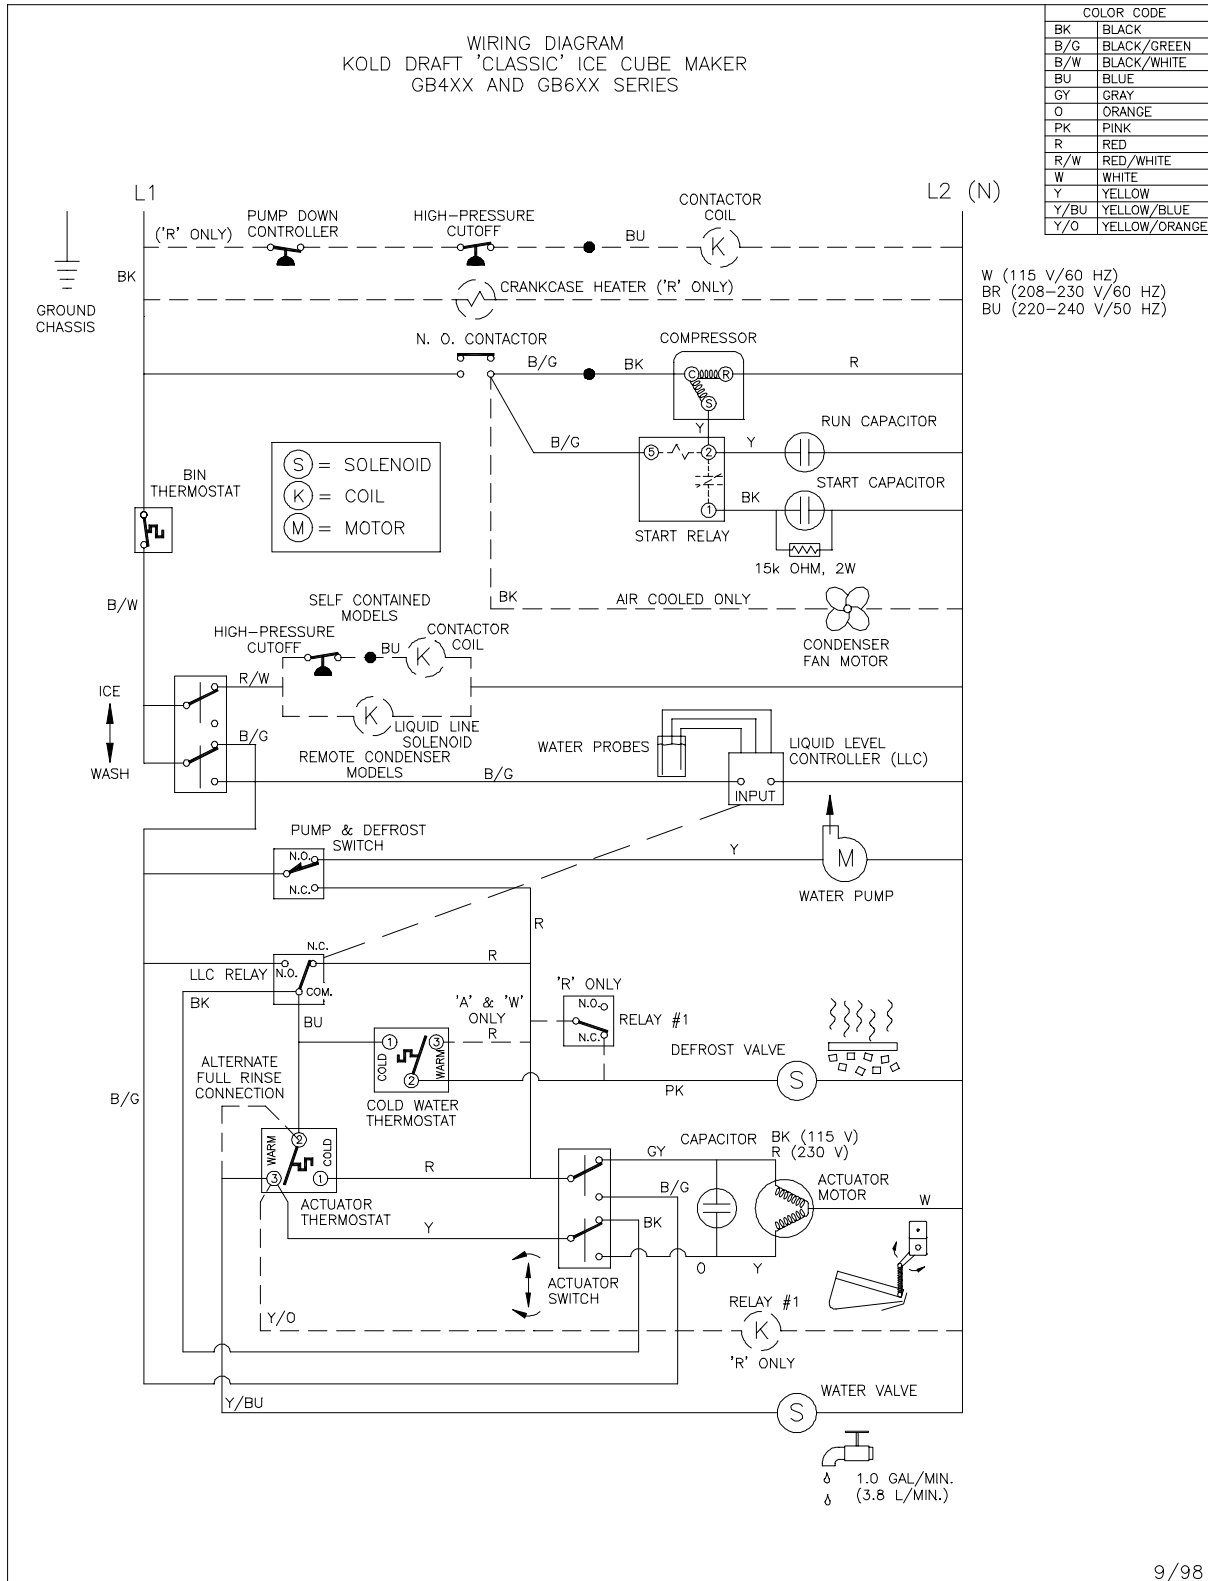 WIRING DIAGRAM
KOLD DRAFT 'CLASSIC' ICE CUBE MAKER
GB4XX AND GB6XX SERIES
COLOR CODE
BK BLACK
B/G BLACK/GREEN
B/W BLACK/WHITE
BU BLUE
GY GRAY
O ORANGE
PK PINK
R RED
R/W RED/WHITE
W WHITE
Y YELLOW
Y/BU YELLOW/BLUE
Y/O YELLOW/ORANGE
W (115 V/60 HZ)
BR (208-230 V/60 HZ)
BU (220-240 V/50 HZ)
L1
L2 (N)
GROUND
CHASSIS
('R' ONLY)
PUMP DOWN
CONTROLLER
HIGH-PRESSURE
CUTOFF
BU
CONTACTOR
COIL
K
BK
CRANKCASE HEATER ('R' ONLY)
N. O. CONTACTOR
B/G
BK
COMPRESSOR
C
R
S
R
Y
B/G
5
2
1
Y
RUN CAPACITOR
BK
START CAPACITOR
START RELAY
15k OHM, 2W
S = SOLENOID
K = COIL
M = MOTOR
BIN
THERMOSTAT
B/W
BK
AIR COOLED ONLY
CONDENSER
FAN MOTOR
SELF CONTAINED
MODELS
HIGH-PRESSURE
CUTOFF
BU
K
CONTACTOR
COIL
ICE
WASH
R/W
K
LIQUID LINE
SOLENOID
B/G
REMOTE CONDENSER
MODELS
B/G
WATER PROBES
LIQUID LEVEL
CONTROLLER (LLC)
INPUT
PUMP & DEFROST
SWITCH
N.O.
N.C.
Y
M
WATER PUMP
R
LLC RELAY
N.C.
N.O.
COM.
R
BK
BU
'A' & 'W'
ONLY
R
'R' ONLY
N.O.
N.C.
RELAY #1
1
3
2
COLD
WARM
COLD WATER
THERMOSTAT
DEFROST VALVE
PK
S
ALTERNATE
FULL RINSE
CONNECTION
B/G
WARM
COLD
2
3
1
ACTUATOR
THERMOSTAT
R
Y
GY
B/G
BK
ACTUATOR
SWITCH
CAPACITOR
BK (115 V)
R (230 V)
ACTUATOR
MOTOR
W
O
Y
Y/O
RELAY #1
K
'R' ONLY
Y/BU
WATER VALVE
S
1.0 GAL/MIN.
(3.8 L/MIN.)
9/98